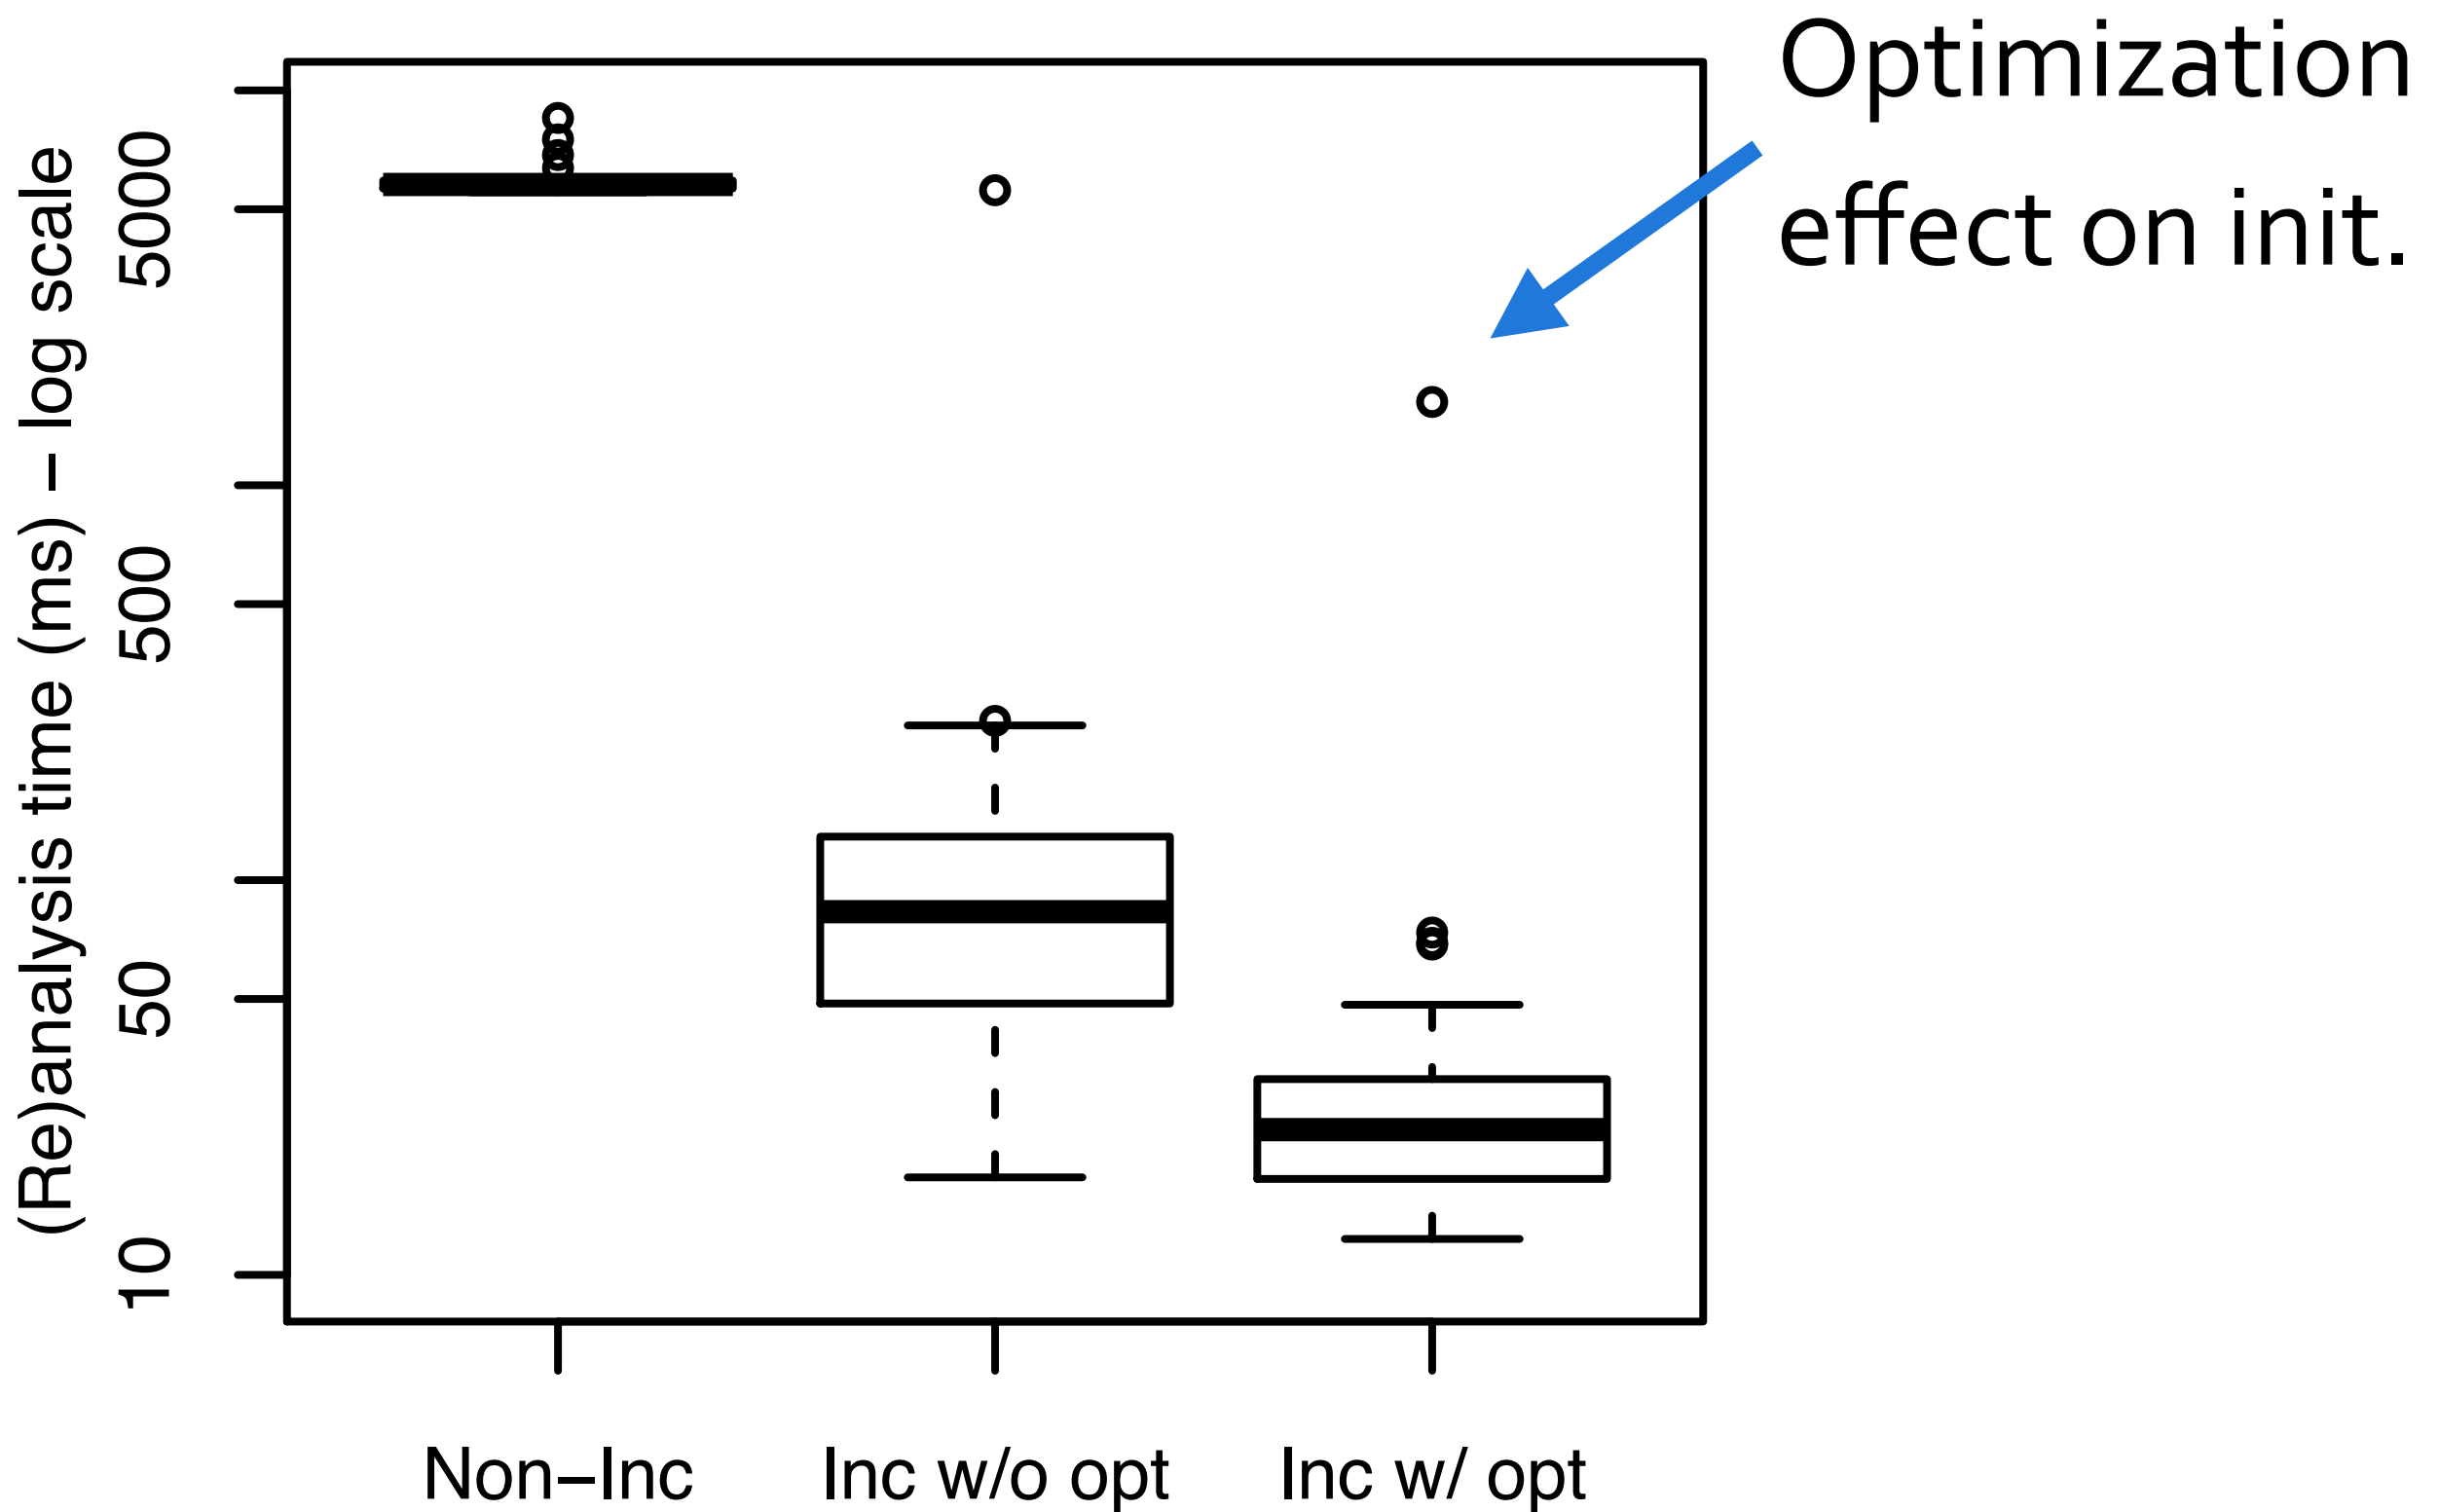 Optimization
effect on init.
(Re)analysis time (ms) − log scale
5000
500
50
10
Non−Inc
Inc w/o opt
Inc w/ opt